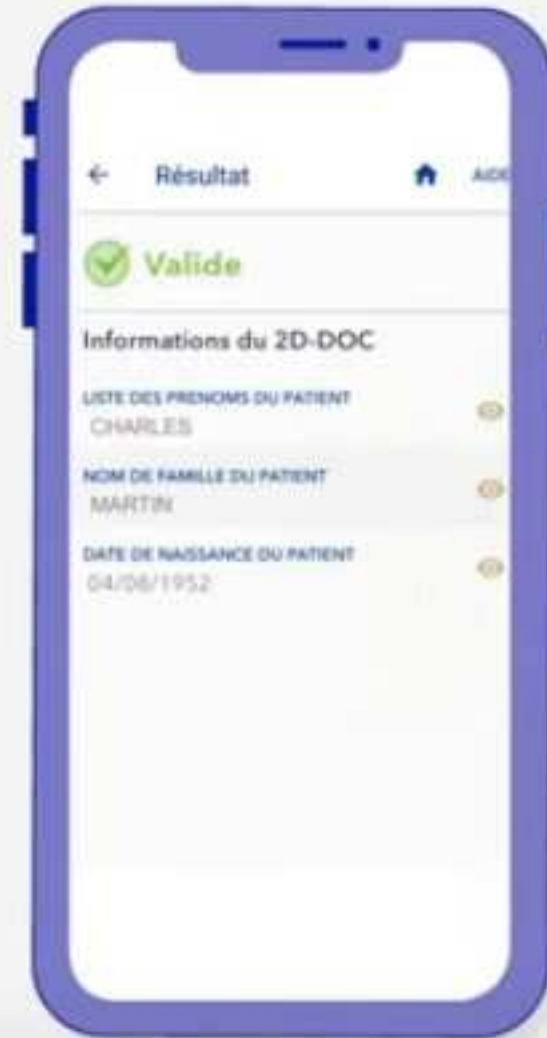 ← Résultat AIDE
Valide
Informations du 2D-DOC
LISTE DES PRENOMS DU PATIENT
CHARLES
NOM DE FAMILLE DU PATIENT
MARTIN
DATE DE NAISSANCE DU PATIENT
04/08/1952